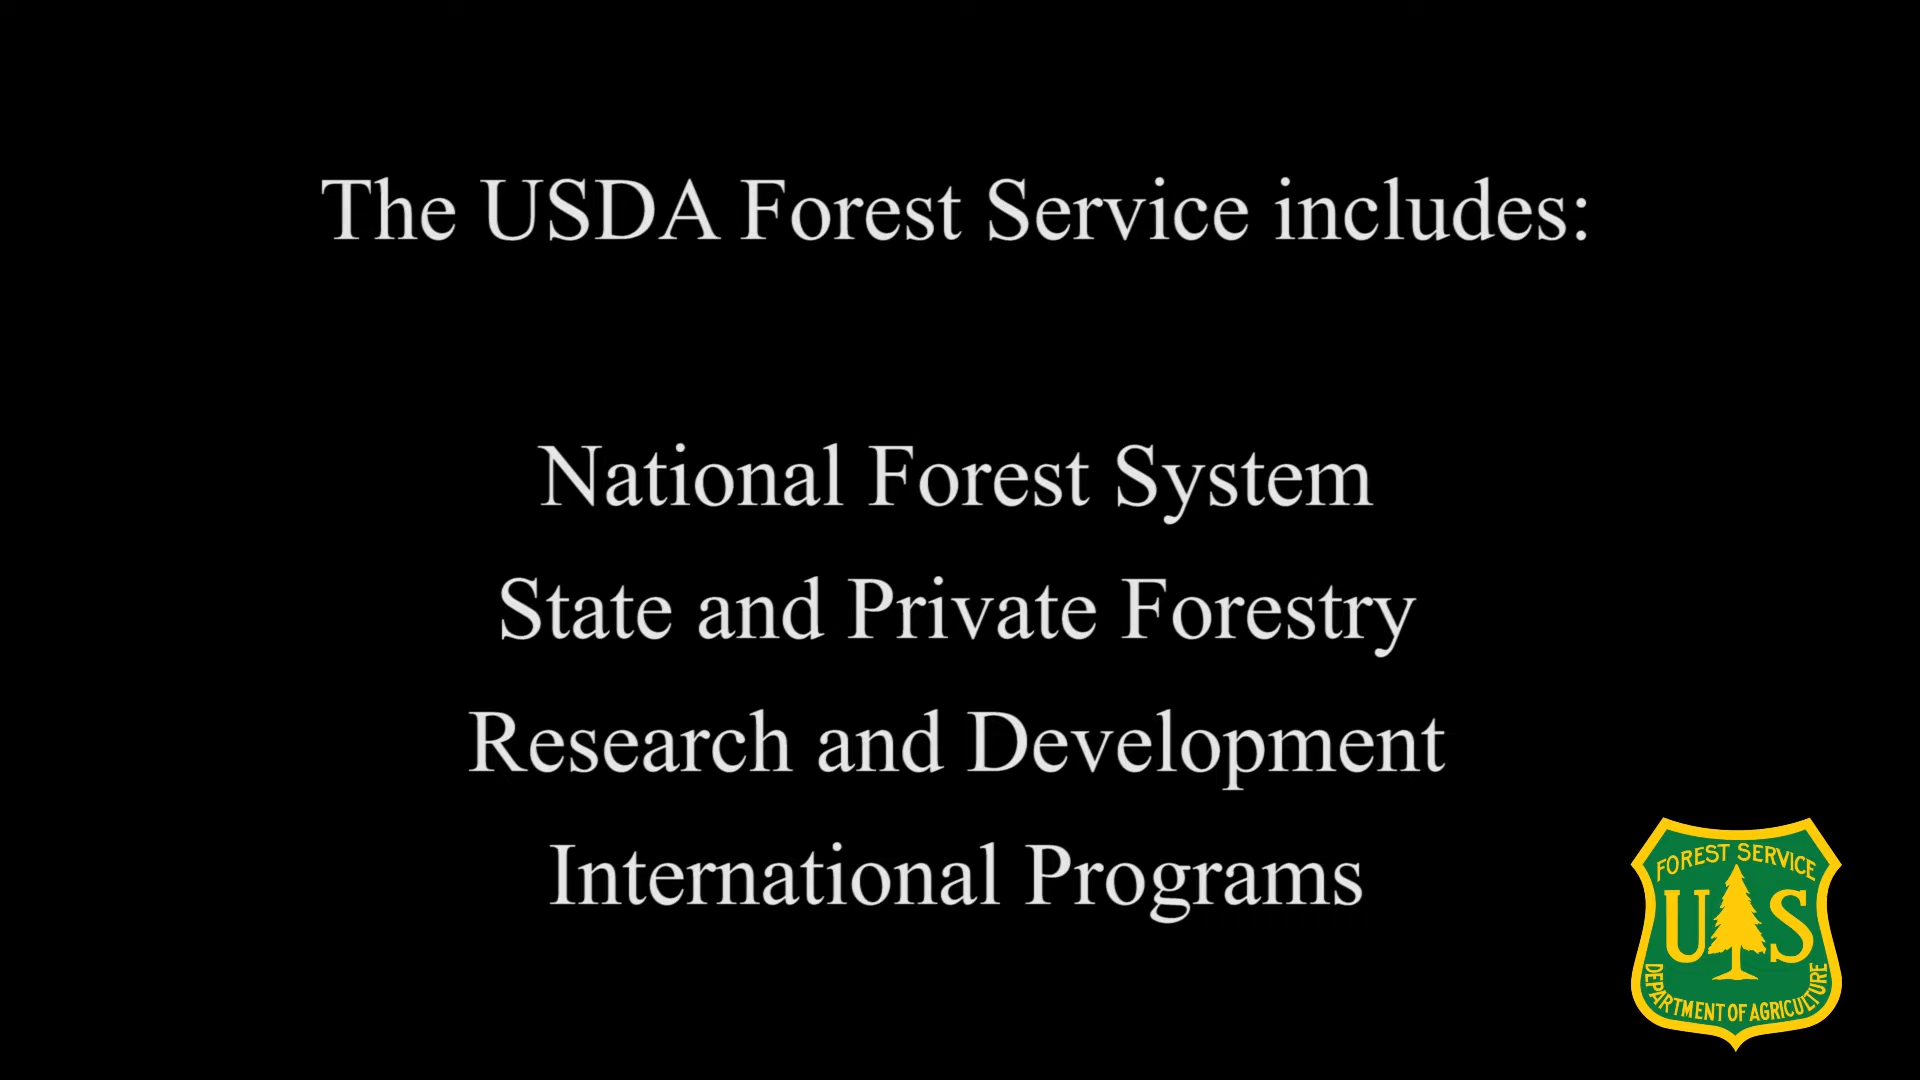 The USDA Forest Service includes:
National Forest System
State and Private Forestry
Research and Development
International Programs
FOREST SERVICE
U S
DEPARTMENT OF AGRICULTURE